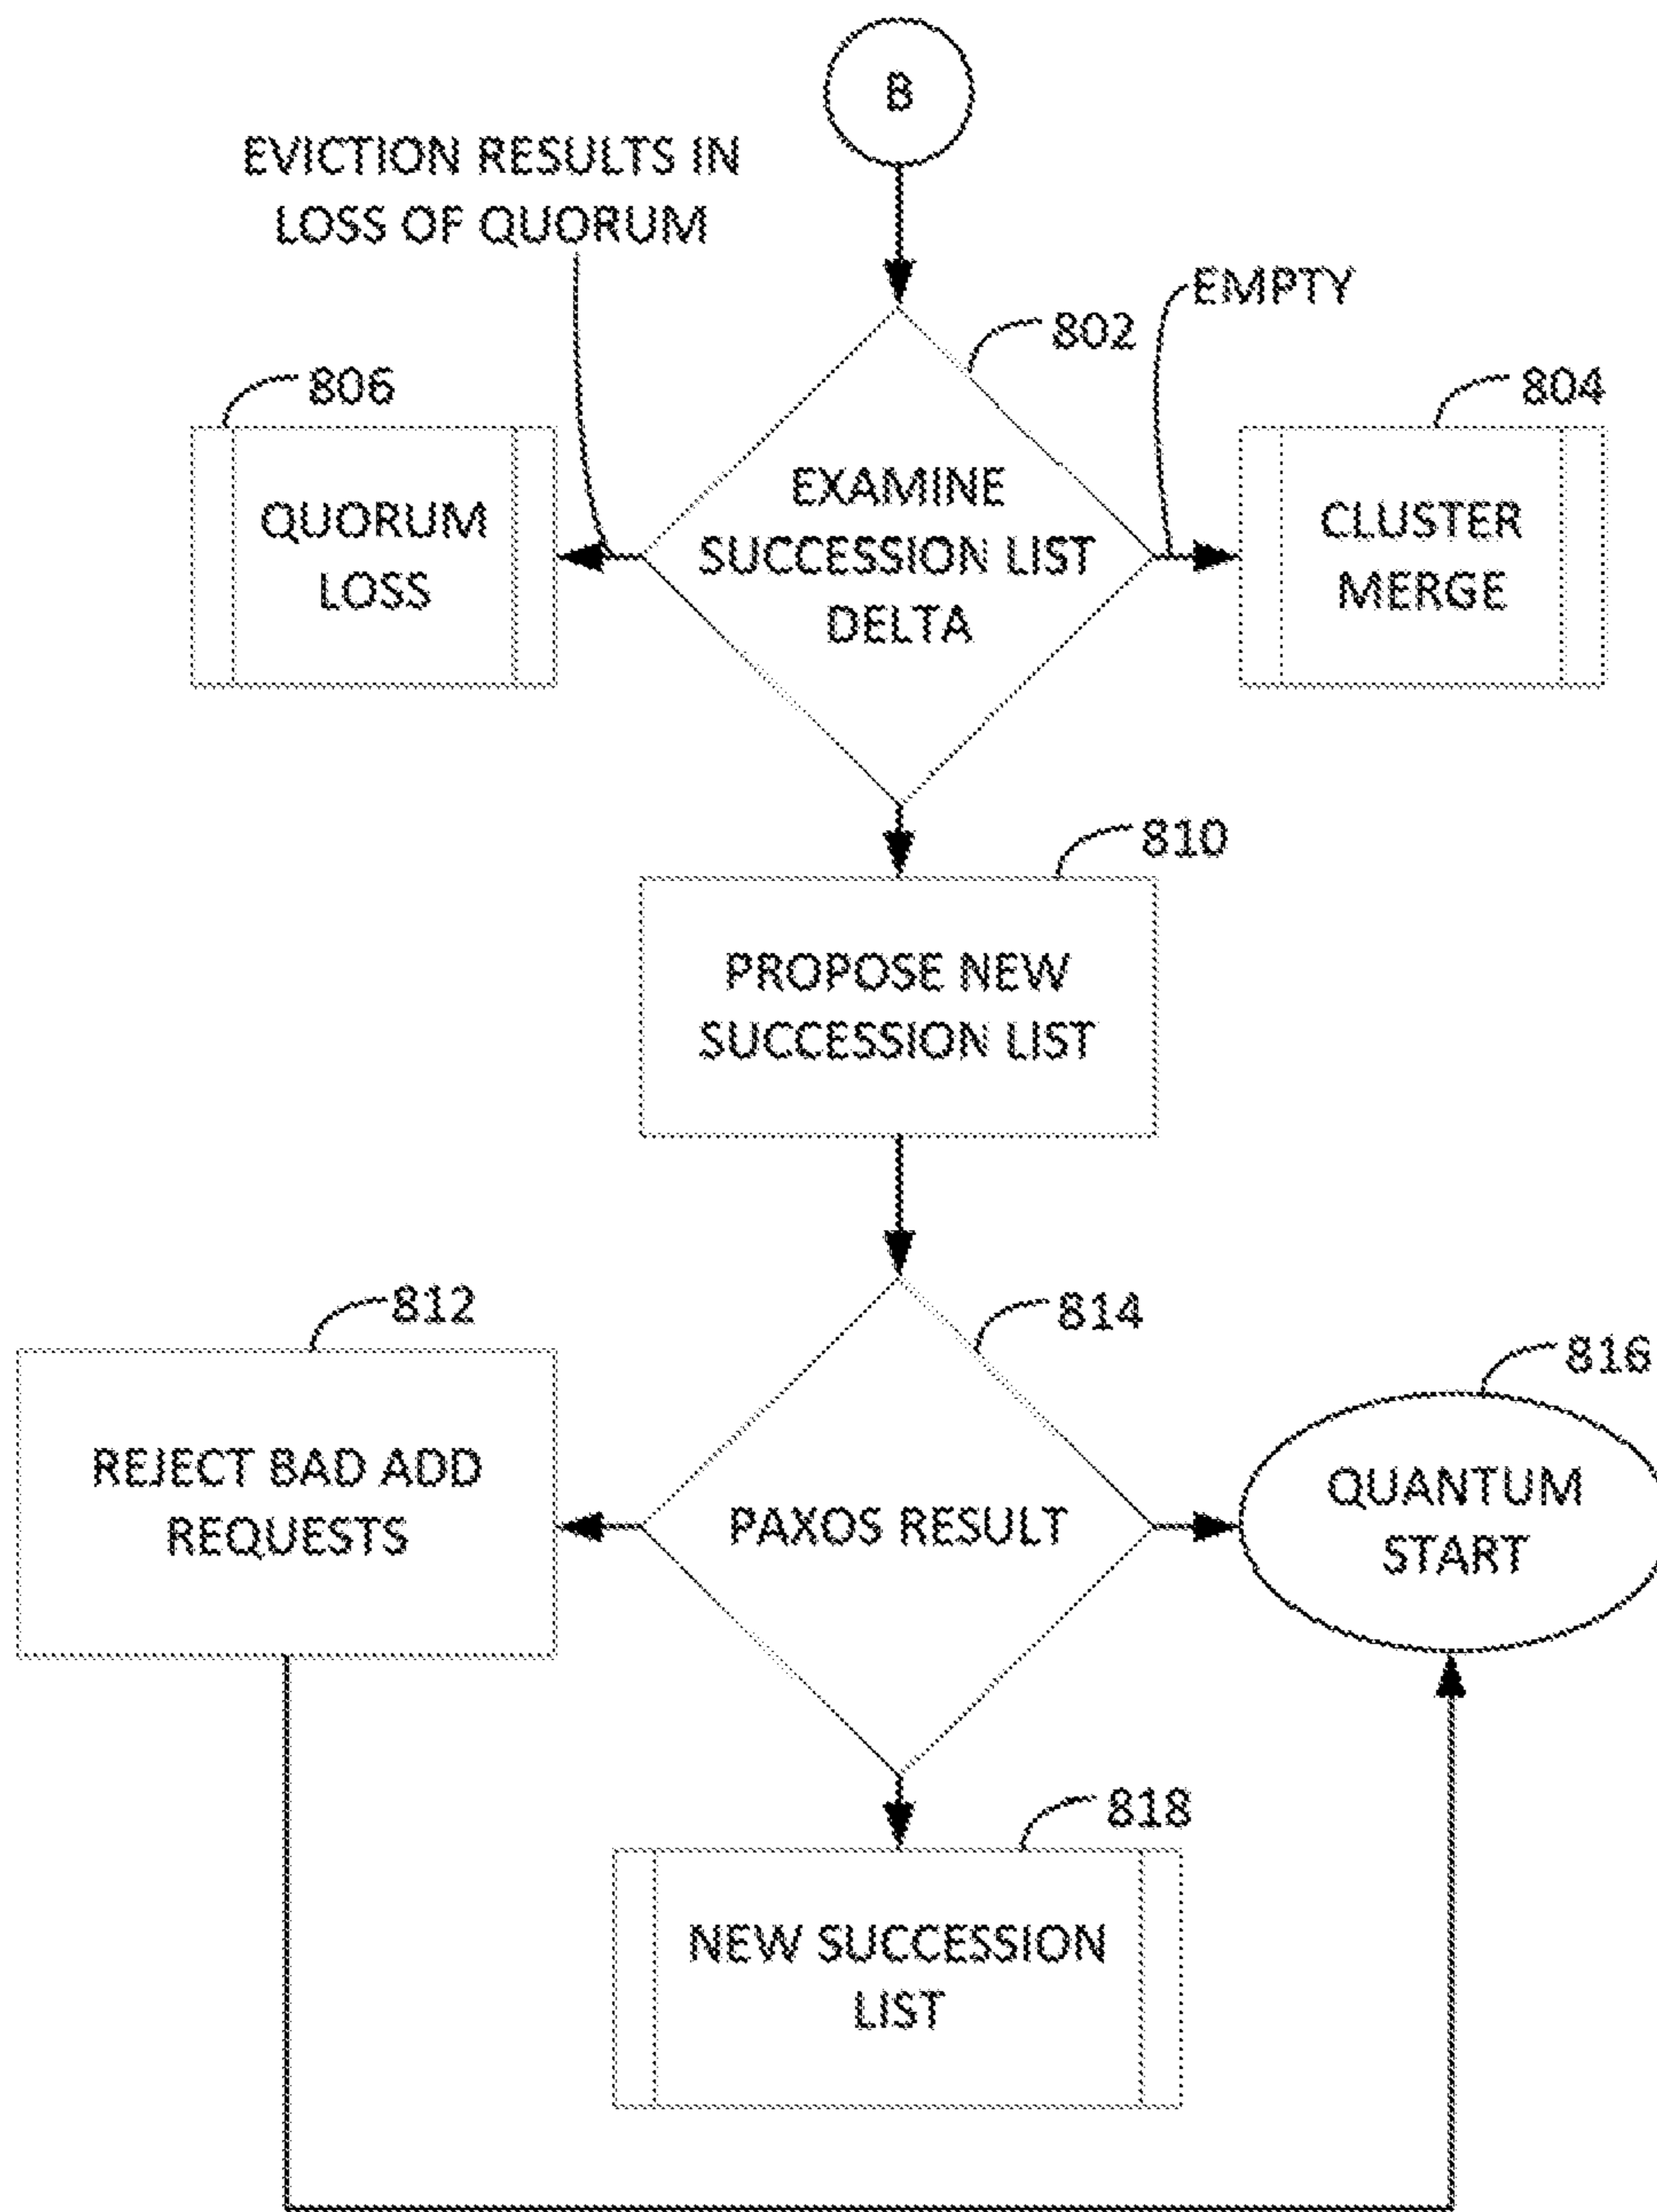 B
EVICTION RESULTS IN
LOSS OF QUORUM
EMPTY
802
806
804
QUORUM
LOSS
EXAMINE
SUCCESSION LIST
DELTA
CLUSTER
MERGE
810
PROPOSE NEW
SUCCESSION LIST
812
814
816
REJECT BAD ADD
REQUESTS
PAXOS RESULT
QUANTUM
START
818
NEW SUCCESSION
LIST